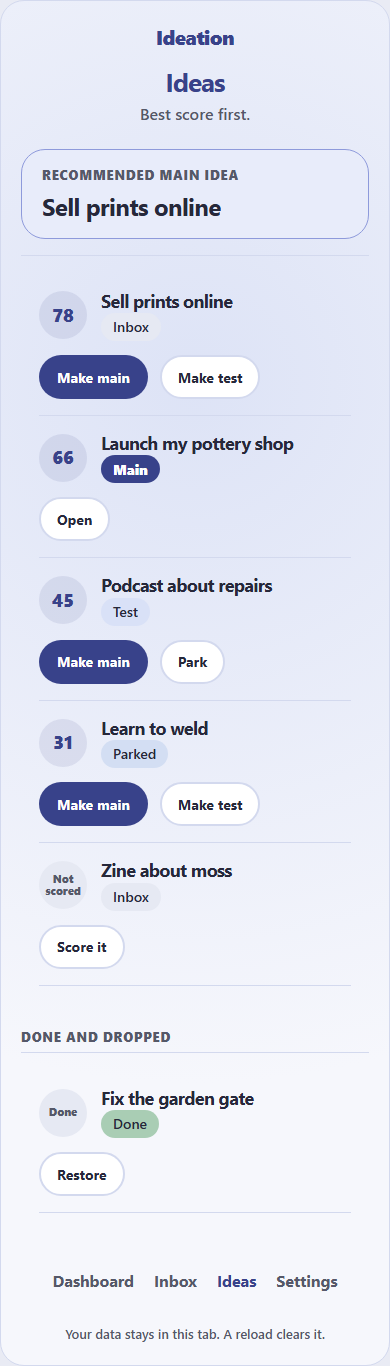 Ideation
Ideas
Best score first.
RECOMMENDED MAIN IDEA
Sell prints online
78
Sell prints online
Inbox
Make main
Make test
66
Launch my pottery shop
Main
Open
45
Podcast about repairs
Test
Make main
Park
31
Learn to weld
Parked
Make main
Make test
Not
scored
Zine about moss
Inbox
Score it
DONE AND DROPPED
Done
Fix the garden gate
Done
Restore
Dashboard Inbox Ideas Settings
Your data stays in this tab. A reload clears it.